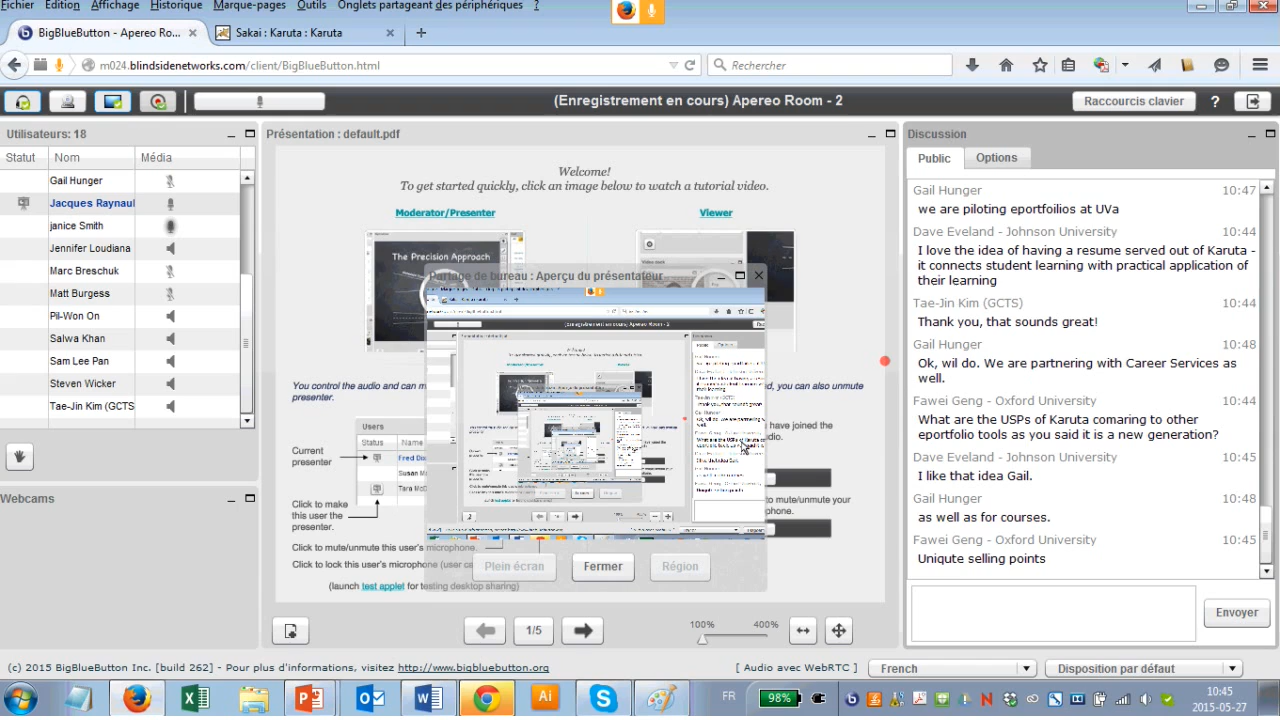 Fichier Edition Affichage Historique Marque-pages Outils Onglets partageant des périphériques ?
BigBlueButton - Apereo Ro... × Sakai : Karuta : Karuta × +
m024.blindsidenetworks.com/client/BigBlueButton.html
Rechercher
(Enregistrement en cours) Apereo Room - 2
Raccourcis clavier ?
Utilisateurs: 18
Statut Nom Média
Gail Hunger
Jacques Raynaul
janice Smith
Jennifer Loudiana
Marc Breschuk
Matt Burgess
Pil-Won On
Salwa Khan
Sam Lee Pan
Steven Wicker
Tae-Jin Kim (GCTS
Webcams
Présentation : default.pdf
Welcome!
To get started quickly, click an image below to watch a tutorial video.
Moderator/Presenter Viewer
The Precision Approach
Partage de bureau : Aperçu du présentateur
(Enregistrement en cours) Apereo Room - 2
You control the audio and can m
presenter.
d, you can also unmute
Users
Status Name
Current
presenter
Fred Do
Susan M
Tara McD
Click to make
this user the
presenter.
have joined the
dio.
to mute/unmute your
phone.
Click to mute/unmute this user's microphone.
Click to lock this user's microphone (user ca
(launch test applet for testing desktop sharing)
Plein écran Fermer Région
1/5
100% 400%
Discussion
Public Options
Gail Hunger 10:47
we are piloting eportfoilios at UVa
Dave Eveland - Johnson University 10:44
I love the idea of having a resume served out of Karuta -
it connects student learning with practical application of
their learning
Tae-Jin Kim (GCTS) 10:44
Thank you, that sounds great!
Gail Hunger 10:48
Ok, wil do. We are partnering with Career Services as
well.
Fawei Geng - Oxford University 10:44
What are the USPs of Karuta comaring to other
eportfolio tools as you said it is a new generation?
Dave Eveland - Johnson University 10:45
I like that idea Gail.
Gail Hunger 10:48
as well as for courses.
Fawei Geng - Oxford University 10:45
Uniqute selling points
Envoyer
(c) 2015 BigBlueButton Inc. [build 262] - Pour plus d'informations, visitez http://www.bigbluebutton.org
[ Audio avec WebRTC ] French Disposition par défaut
FR 98% 10:45
2015-05-27